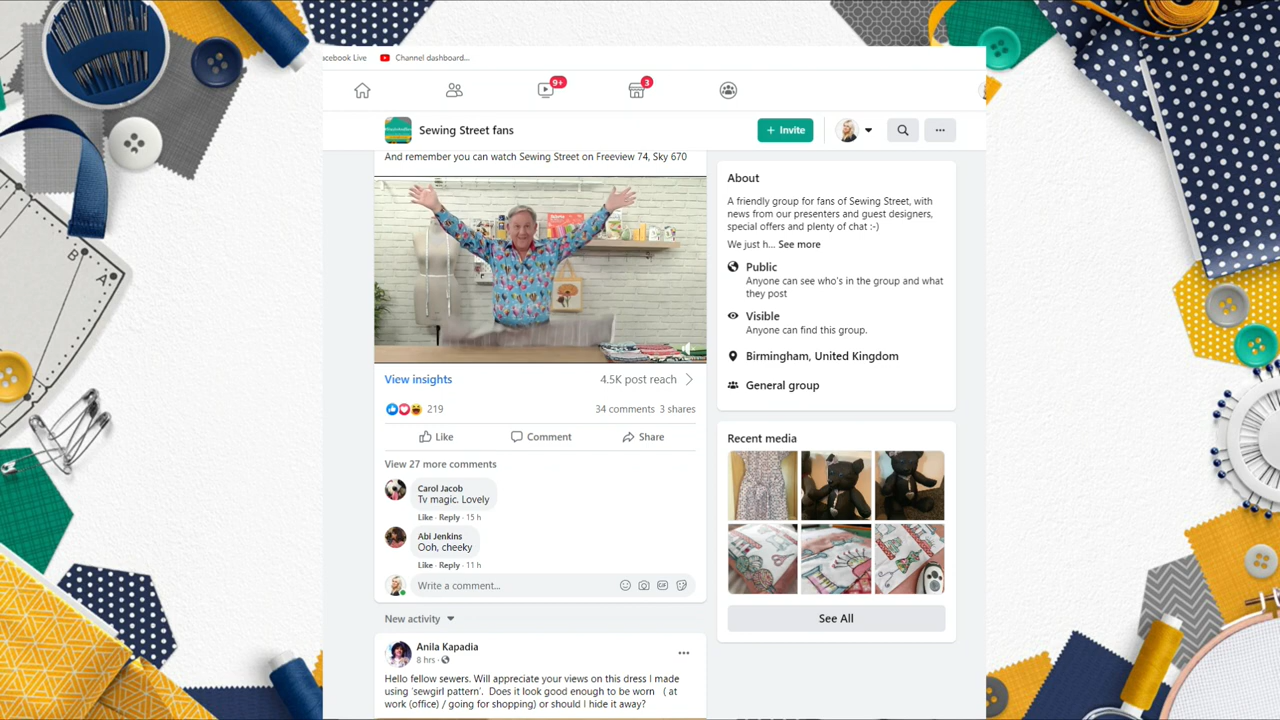 acebook Live
Channel dashboard...
9+
3
Sewing Street fans
+ Invite
And remember you can watch Sewing Street on Freeview 74, Sky 670
View insights
4.5K post reach
219
34 comments 3 shares
Like
Comment
Share
View 27 more comments
Carol Jacob
Tv magic. Lovely
Like · Reply · 15 h
Abi Jenkins
Ooh, cheeky
Like · Reply · 11 h
Write a comment...
GIF
New activity
Anila Kapadia
8 hrs ·
Hello fellow sewers. Will appreciate your views on this dress I made
using 'sewgirl pattern'. Does it look good enough to be worn ( at
work (office) / going for shopping) or should I hide it away?
About
A friendly group for fans of Sewing Street, with
news from our presenters and guest designers,
special offers and plenty of chat :-)
We just h... See more
Public
Anyone can see who's in the group and what
they post
Visible
Anyone can find this group.
Birmingham, United Kingdom
General group
Recent media
See All
A